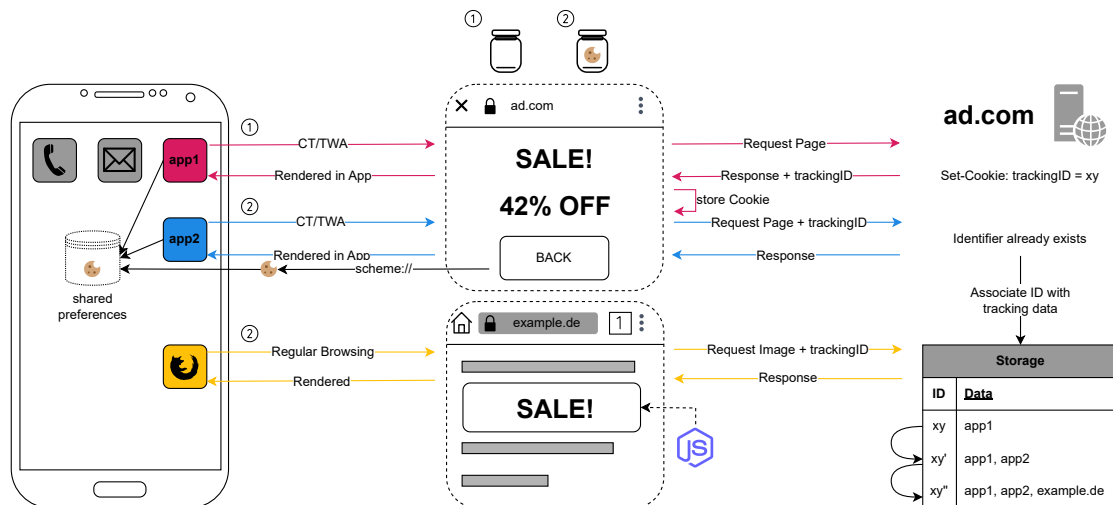 ① ②
ad.com
ad.com
①
app1
CT/TWA
SALE!
Request Page
Rendered in App
Response + trackingID
Set-Cookie: trackingID = xy
42% OFF
store Cookie
②
app2
CT/TWA
Request Page + trackingID
Identifier already exists
Rendered in App
BACK
Response
scheme://
shared
preferences
Associate ID with
tracking data
②
example.de
1
Regular Browsing
Request Image + trackingID
Rendered
Response
SALE!
JS
Storage
ID Data
xy app1
xy' app1, app2
xy" app1, app2, example.de